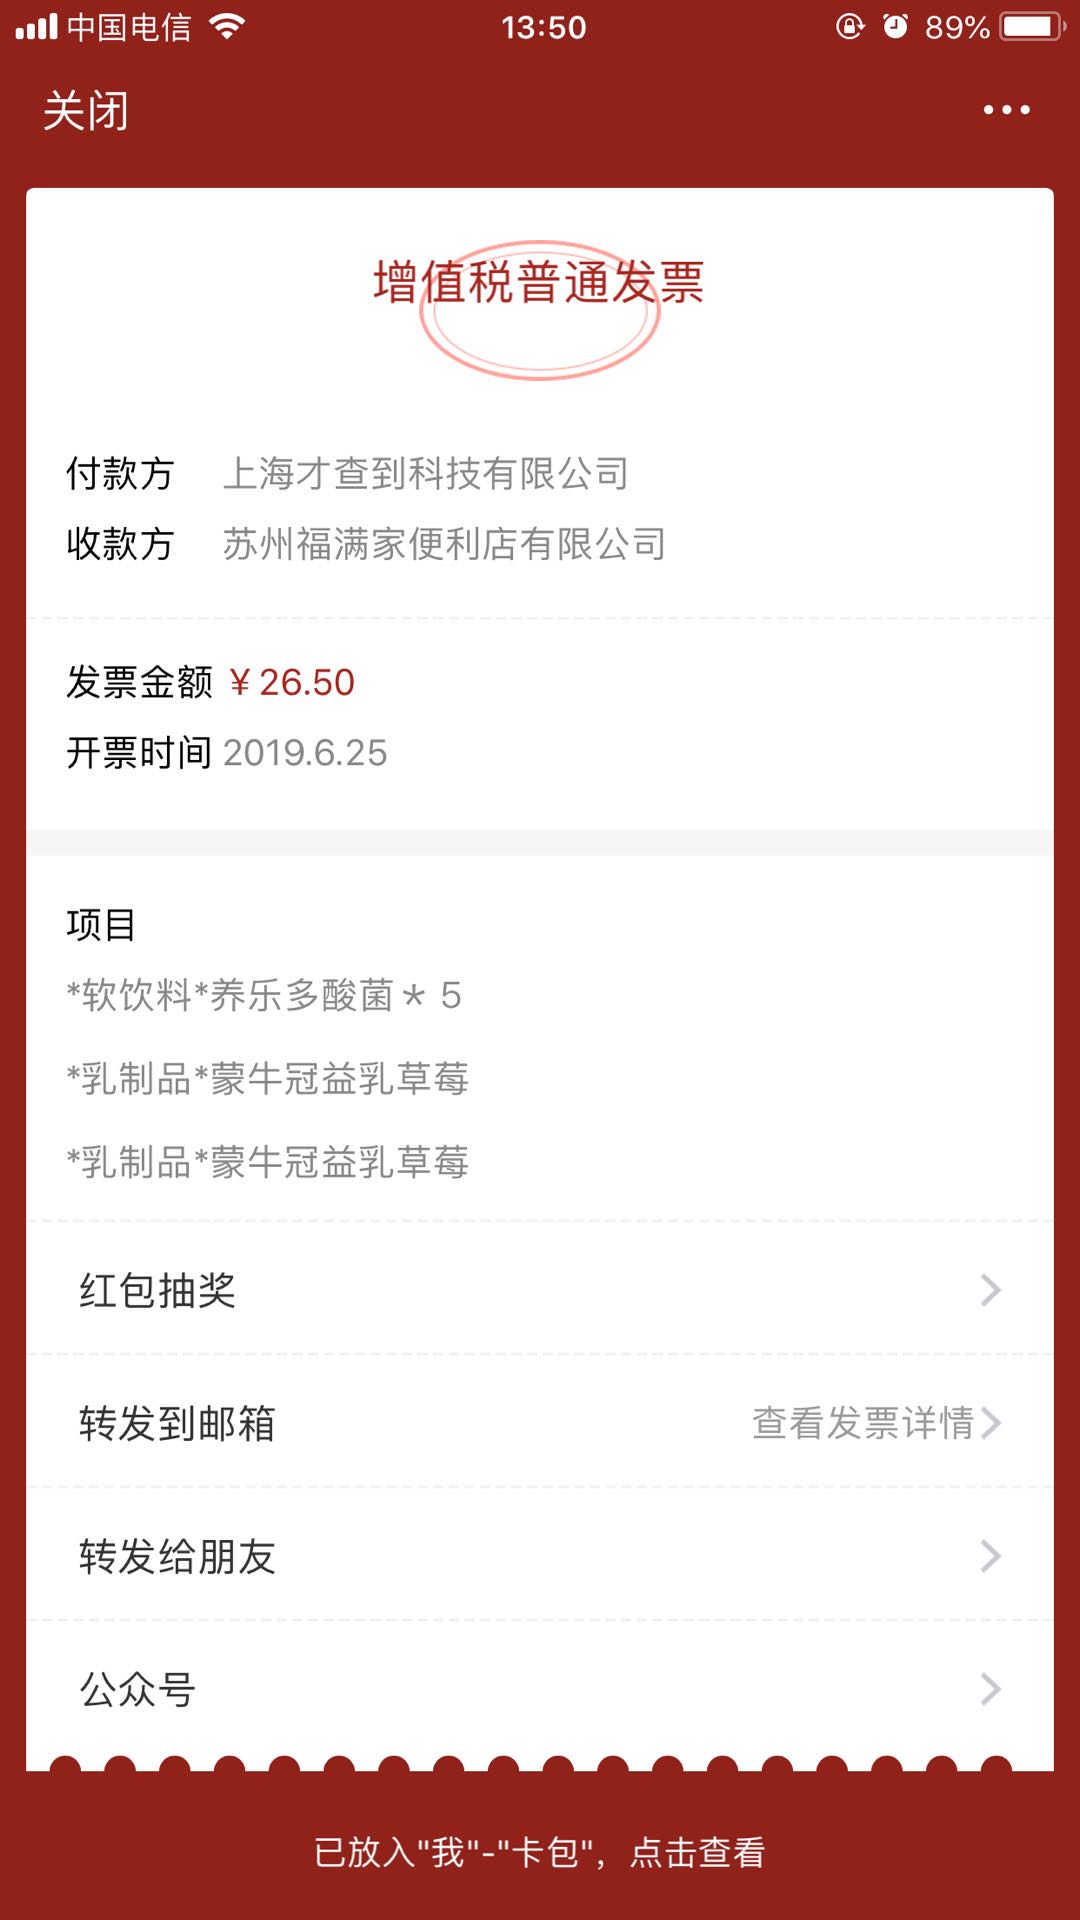 中国电信 13:50 89%
关闭
增值税普通发票
付款方 上海才查到科技有限公司
收款方 苏州福满家便利店有限公司
发票金额 ¥ 26.50
开票时间 2019.6.25
项目
*软饮料*养乐多酸菌＊ 5
*乳制品*蒙牛冠益乳草莓
*乳制品*蒙牛冠益乳草莓
红包抽奖
转发到邮箱 查看发票详情
转发给朋友
公众号
已放入"我"-"卡包"，点击查看